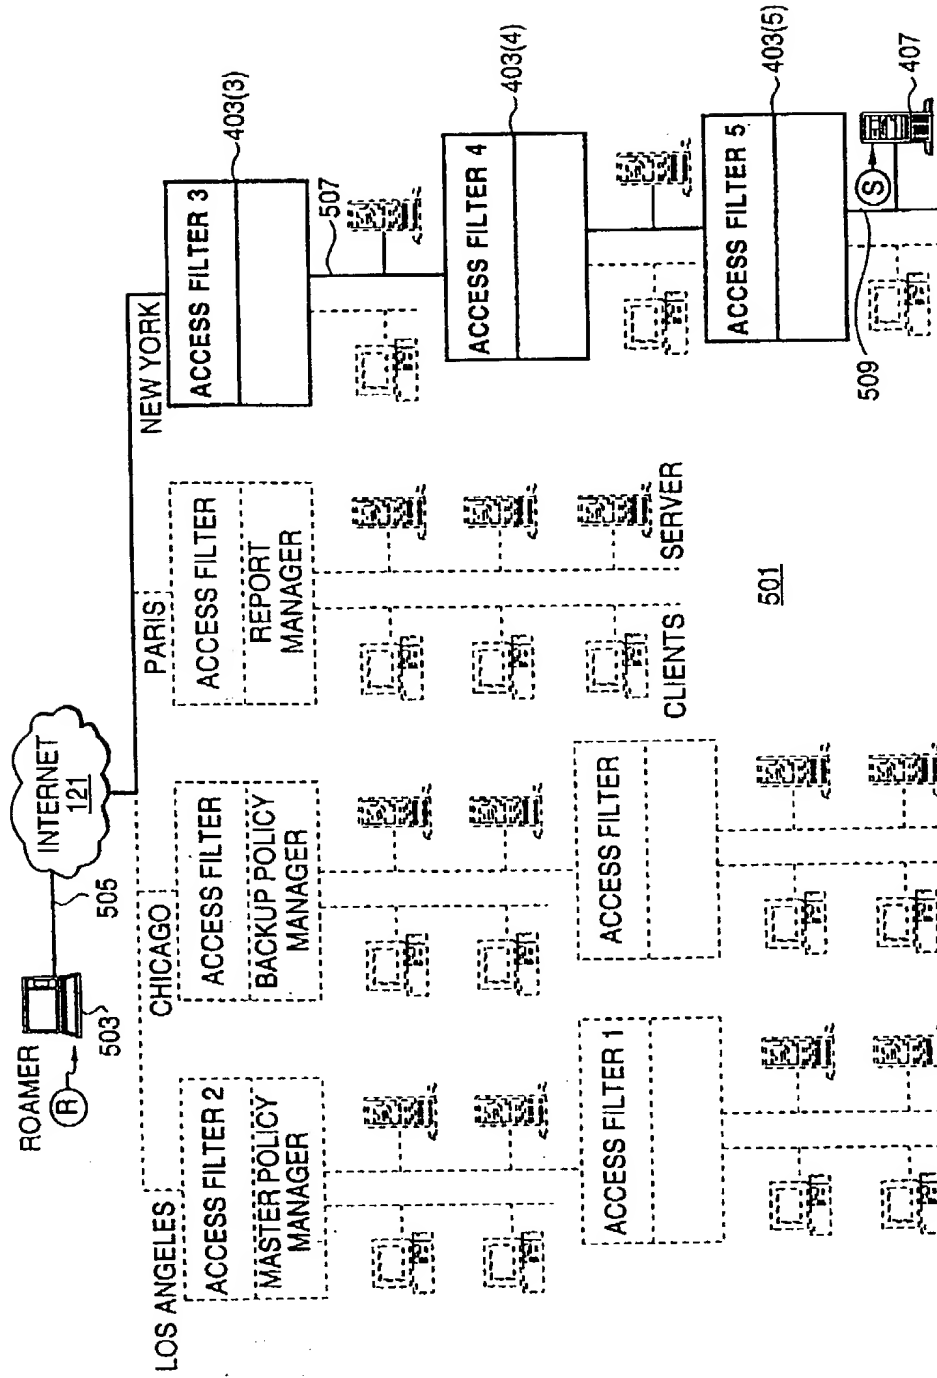 ROAMER
R
503
505
INTERNET
121
LOS ANGELES
CHICAGO
PARIS
NEW YORK
ACCESS FILTER 2
MASTER POLICY
MANAGER
ACCESS FILTER
BACKUP POLICY
MANAGER
ACCESS FILTER
REPORT
MANAGER
ACCESS FILTER 3
403(3)
507
ACCESS FILTER 4
403(4)
ACCESS FILTER 1
ACCESS FILTER
CLIENTS
SERVER
501
ACCESS FILTER 5
403(5)
509
S
407